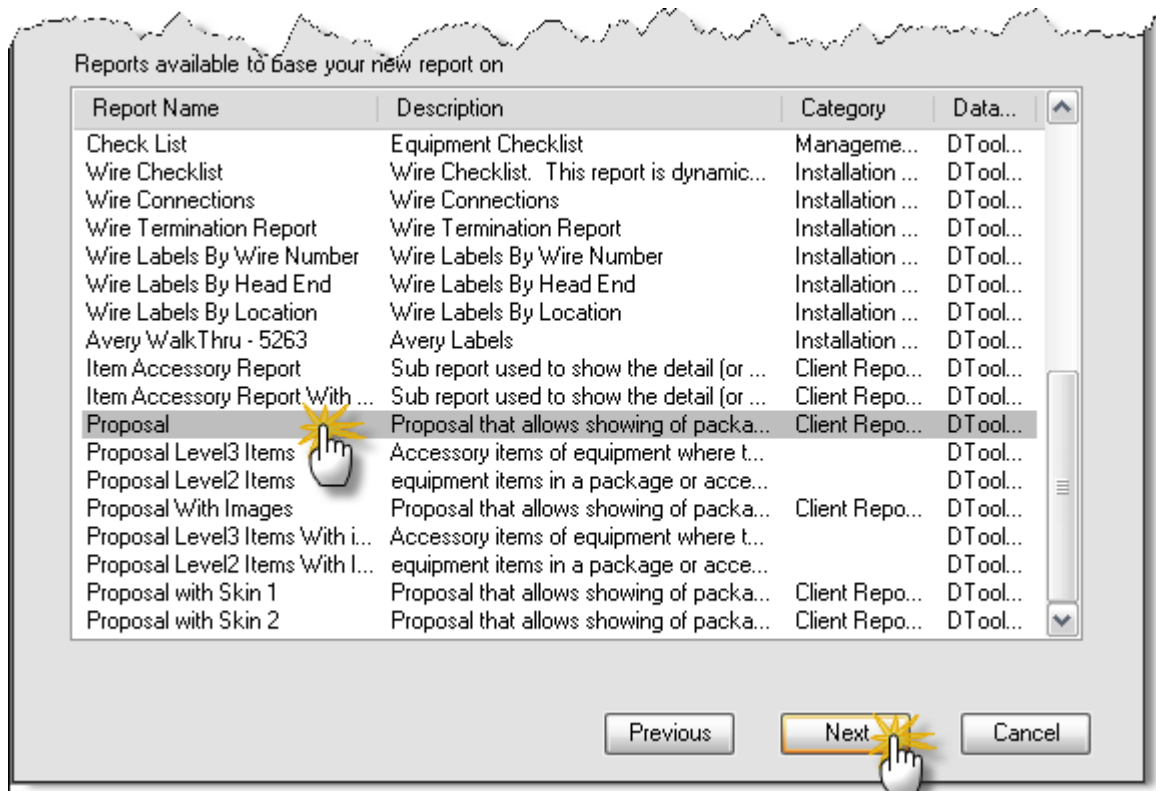 Reports available to base your new report on
Report Name Description Category Data...
Check List Equipment Checklist Manageme... DTool...
Wire Checklist Wire Checklist. This report is dynamic... Installation ... DTool...
Wire Connections Wire Connections Installation ... DTool...
Wire Termination Report Wire Termination Report Installation ... DTool...
Wire Labels By Wire Number Wire Labels By Wire Number Installation ... DTool...
Wire Labels By Head End Wire Labels By Head End Installation ... DTool...
Wire Labels By Location Wire Labels By Location Installation ... DTool...
Avery WalkThru - 5263 Avery Labels Installation ... DTool...
Item Accessory Report Sub report used to show the detail (or ... Client Repo... DTool...
Item Accessory Report With ... Sub report used to show the detail (or ... Client Repo... DTool...
Proposal Proposal that allows showing of packa... Client Repo... DTool...
Proposal Level3 Items Accessory items of equipment where t... DTool...
Proposal Level2 Items equipment items in a package or acce... DTool...
Proposal With Images Proposal that allows showing of packa... Client Repo... DTool...
Proposal Level3 Items With i... Accessory items of equipment where t... DTool...
Proposal Level2 Items With I... equipment items in a package or acce... DTool...
Proposal with Skin 1 Proposal that allows showing of packa... Client Repo... DTool...
Proposal with Skin 2 Proposal that allows showing of packa... Client Repo... DTool...
Previous Next Cancel